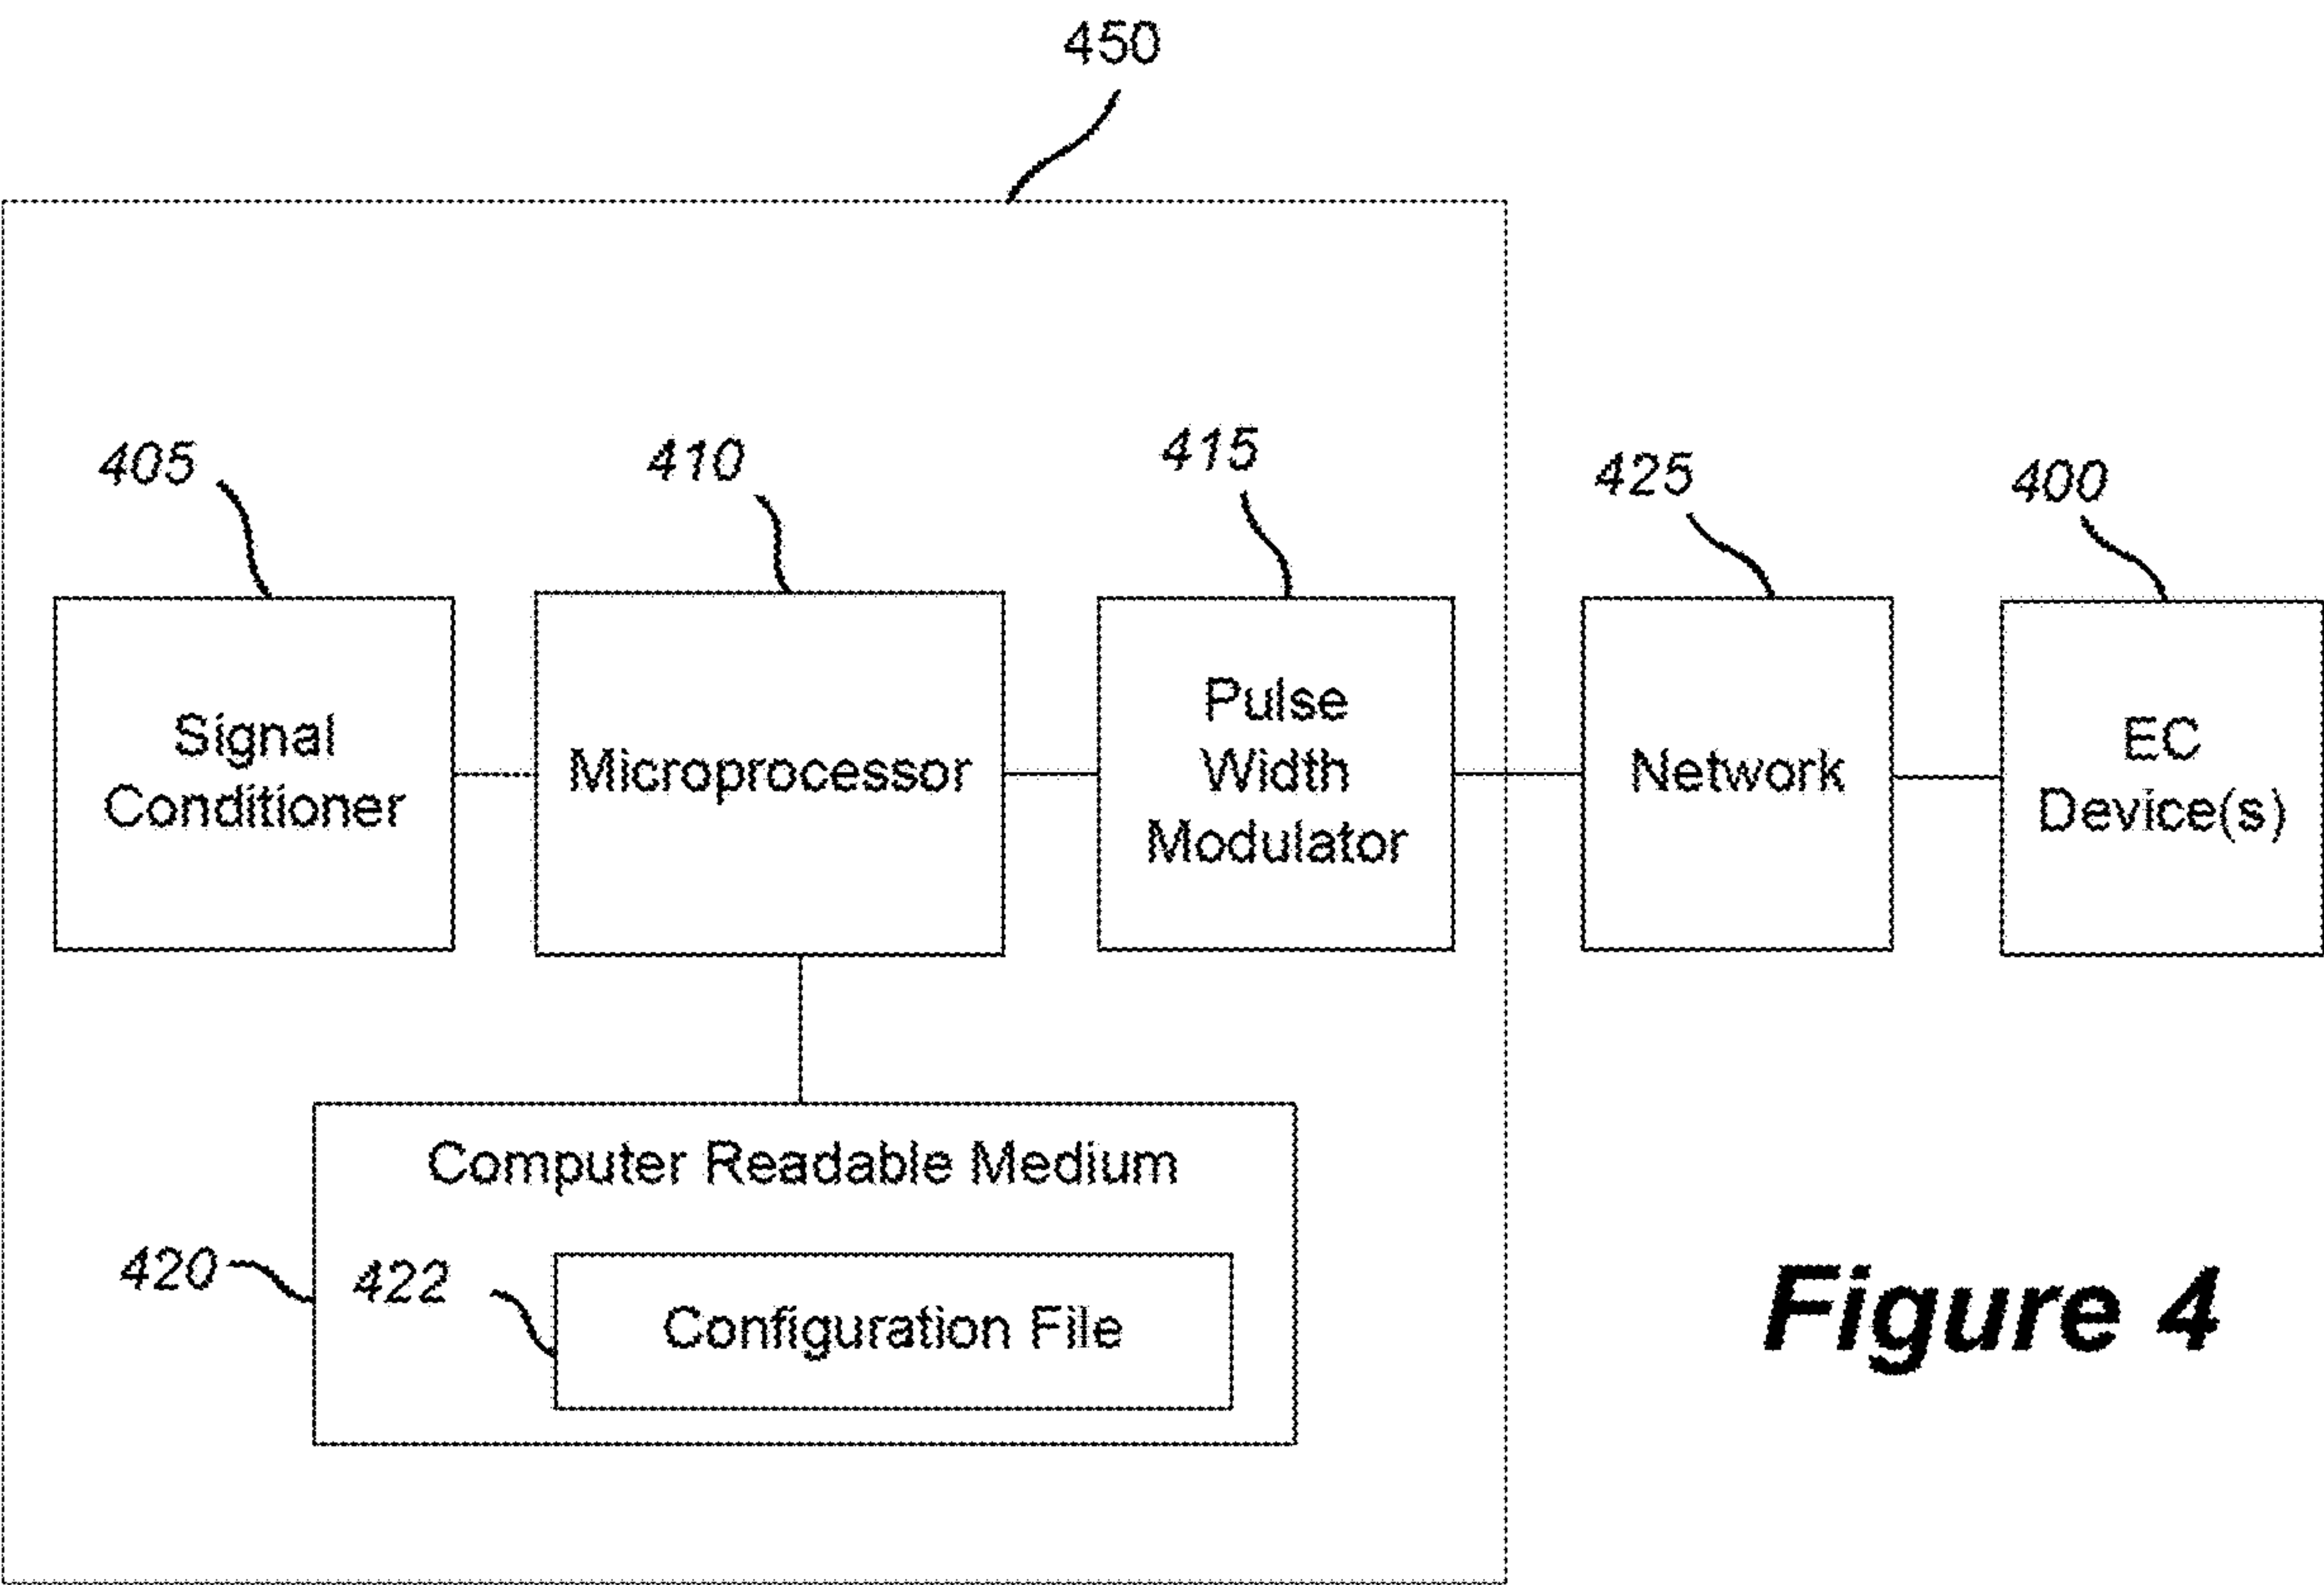 450
405
410
415
425
400
Signal
Conditioner
Microprocessor
Pulse
Width
Modulator
Network
EC
Device(s)
Computer Readable Medium
420
422
Configuration File
Figure 4